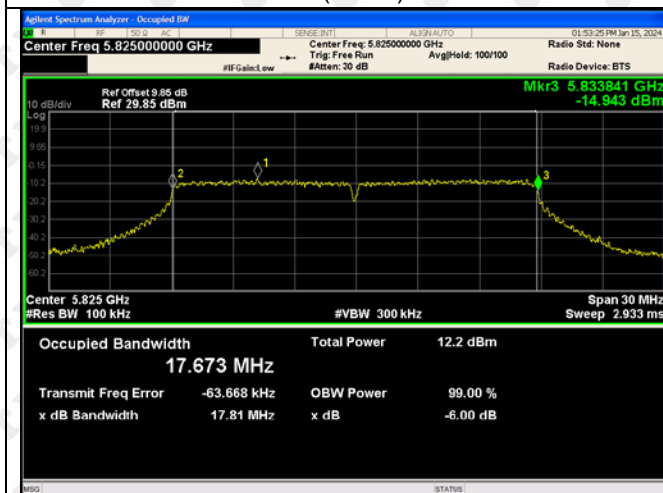 Agilent Spectrum Analyzer - Occupied BW
R RF 50 Ω AC SENSE:INT ALIGN AUTO 01:53:25 PM Jan 15, 2024
Center Freq 5.825000000 GHz Center Freq: 5.825000000 GHz Radio Std: None
Trig: Free Run Avg|Hold: 100/100
#IFGain:Low #Atten: 30 dB Radio Device: BTS
Ref Offset 9.85 dB Mkr3 5.833841 GHz
10 dB/div Ref 29.85 dBm -14.943 dBm
Log
19.9
9.85
-0.15
-10.2
-20.2
-30.2
-40.2
-50.2
-60.2
1
2
3
Center 5.825 GHz Span 30 MHz
#Res BW 100 kHz #VBW 300 kHz Sweep 2.933 ms
Occupied Bandwidth Total Power 12.2 dBm
17.673 MHz
Transmit Freq Error -63.668 kHz OBW Power 99.00 %
x dB Bandwidth 17.81 MHz x dB -6.00 dB
MSG STATUS